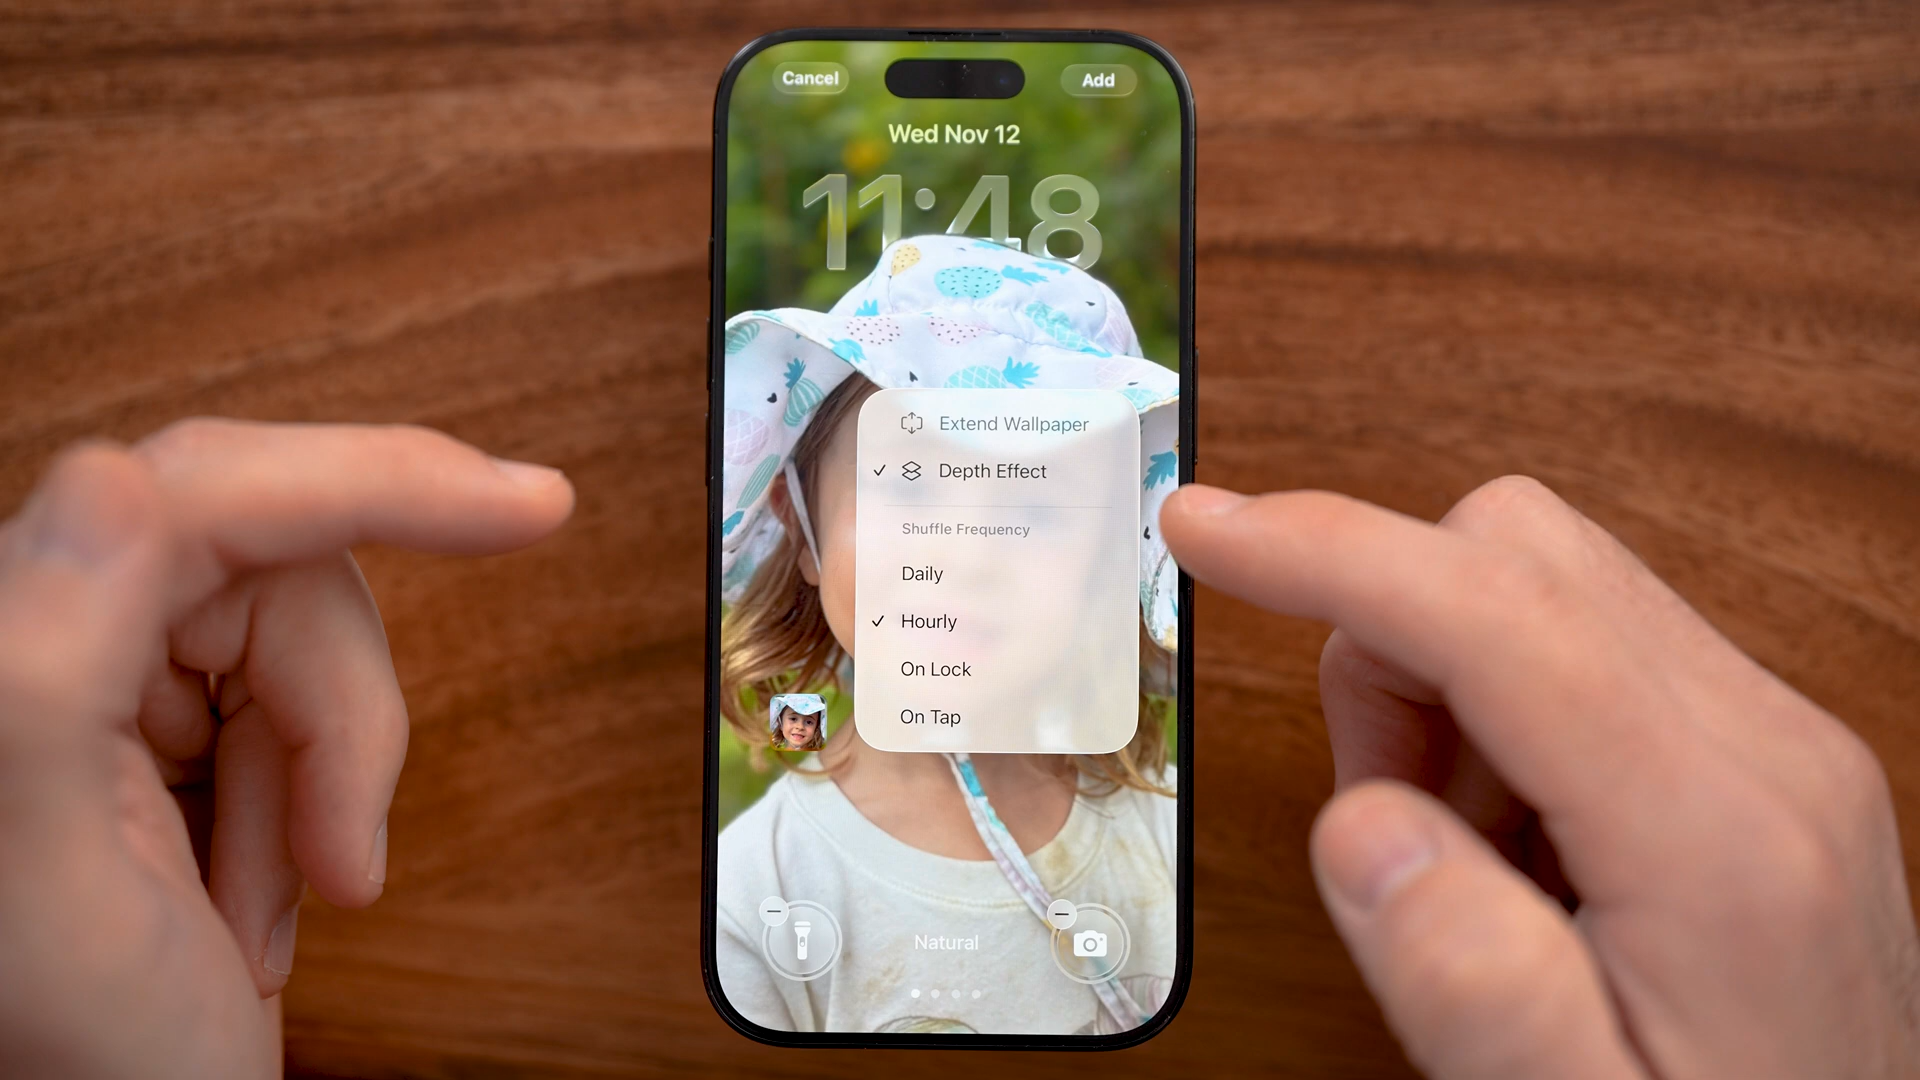 Cancel
Add
Wed Nov 12
11:48
Extend Wallpaper
Depth Effect
Shuffle Frequency
Daily
Hourly
On Lock
On Tap
Natural